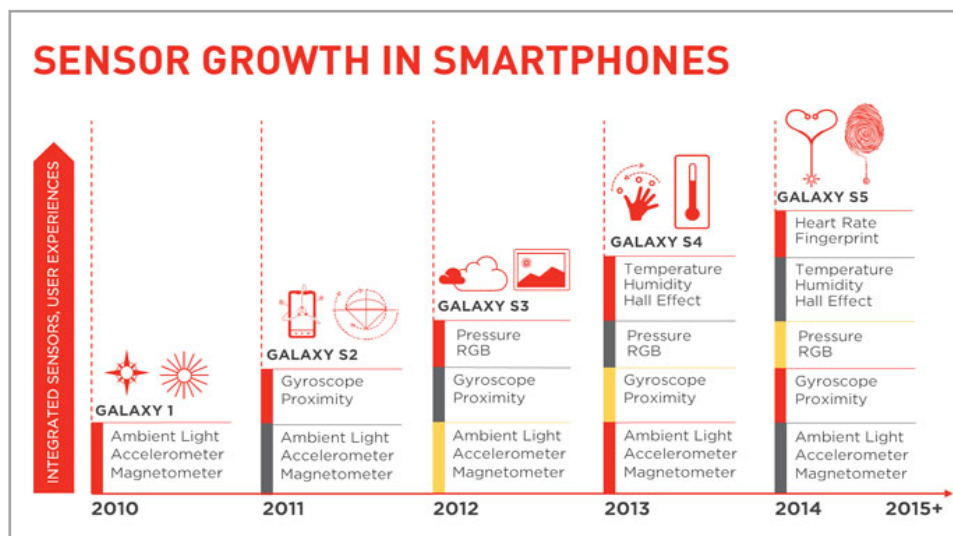 SENSOR GROWTH IN SMARTPHONES
INTEGRATED SENSORS, USER EXPERIENCES
GALAXY 1
Ambient Light
Accelerometer
Magnetometer
2010
GALAXY S2
Gyroscope
Proximity
Ambient Light
Accelerometer
Magnetometer
2011
GALAXY S3
Pressure
RGB
Gyroscope
Proximity
Ambient Light
Accelerometer
Magnetometer
2012
GALAXY S4
Temperature
Humidity
Hall Effect
Pressure
RGB
Gyroscope
Proximity
Ambient Light
Accelerometer
Magnetometer
2013
GALAXY S5
Heart Rate
Fingerprint
Temperature
Humidity
Hall Effect
Pressure
RGB
Gyroscope
Proximity
Ambient Light
Accelerometer
Magnetometer
2014
2015+